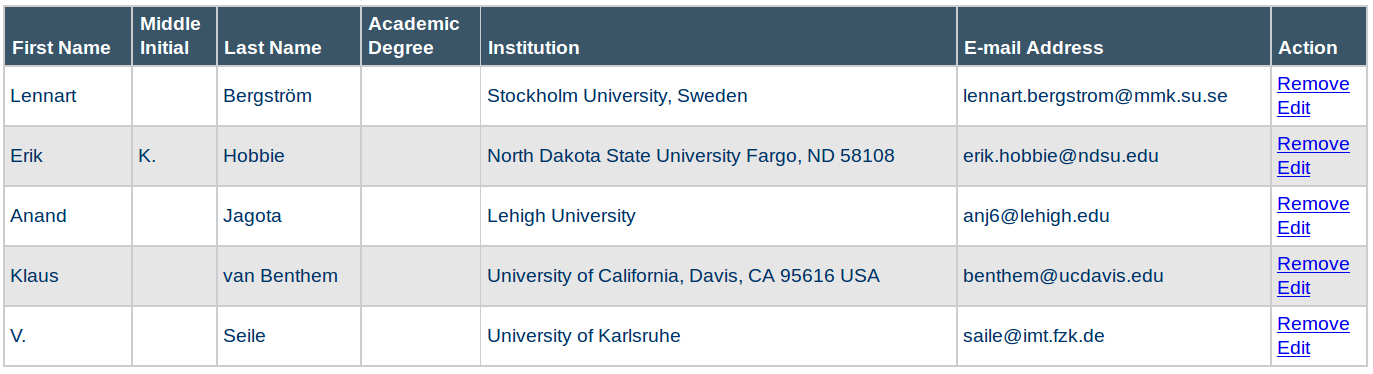 First Name Middle Initial Last Name Academic Degree Institution E-mail Address Action
Lennart Bergström Stockholm University, Sweden lennart.bergstrom@mmk.su.se Remove Edit
Erik K. Hobbie North Dakota State University Fargo, ND 58108 erik.hobbie@ndsu.edu Remove Edit
Anand Jagota Lehigh University anj6@lehigh.edu Remove Edit
Klaus van Benthem University of California, Davis, CA 95616 USA benthem@ucdavis.edu Remove Edit
V. Seile University of Karlsruhe saile@imt.fzk.de Remove Edit